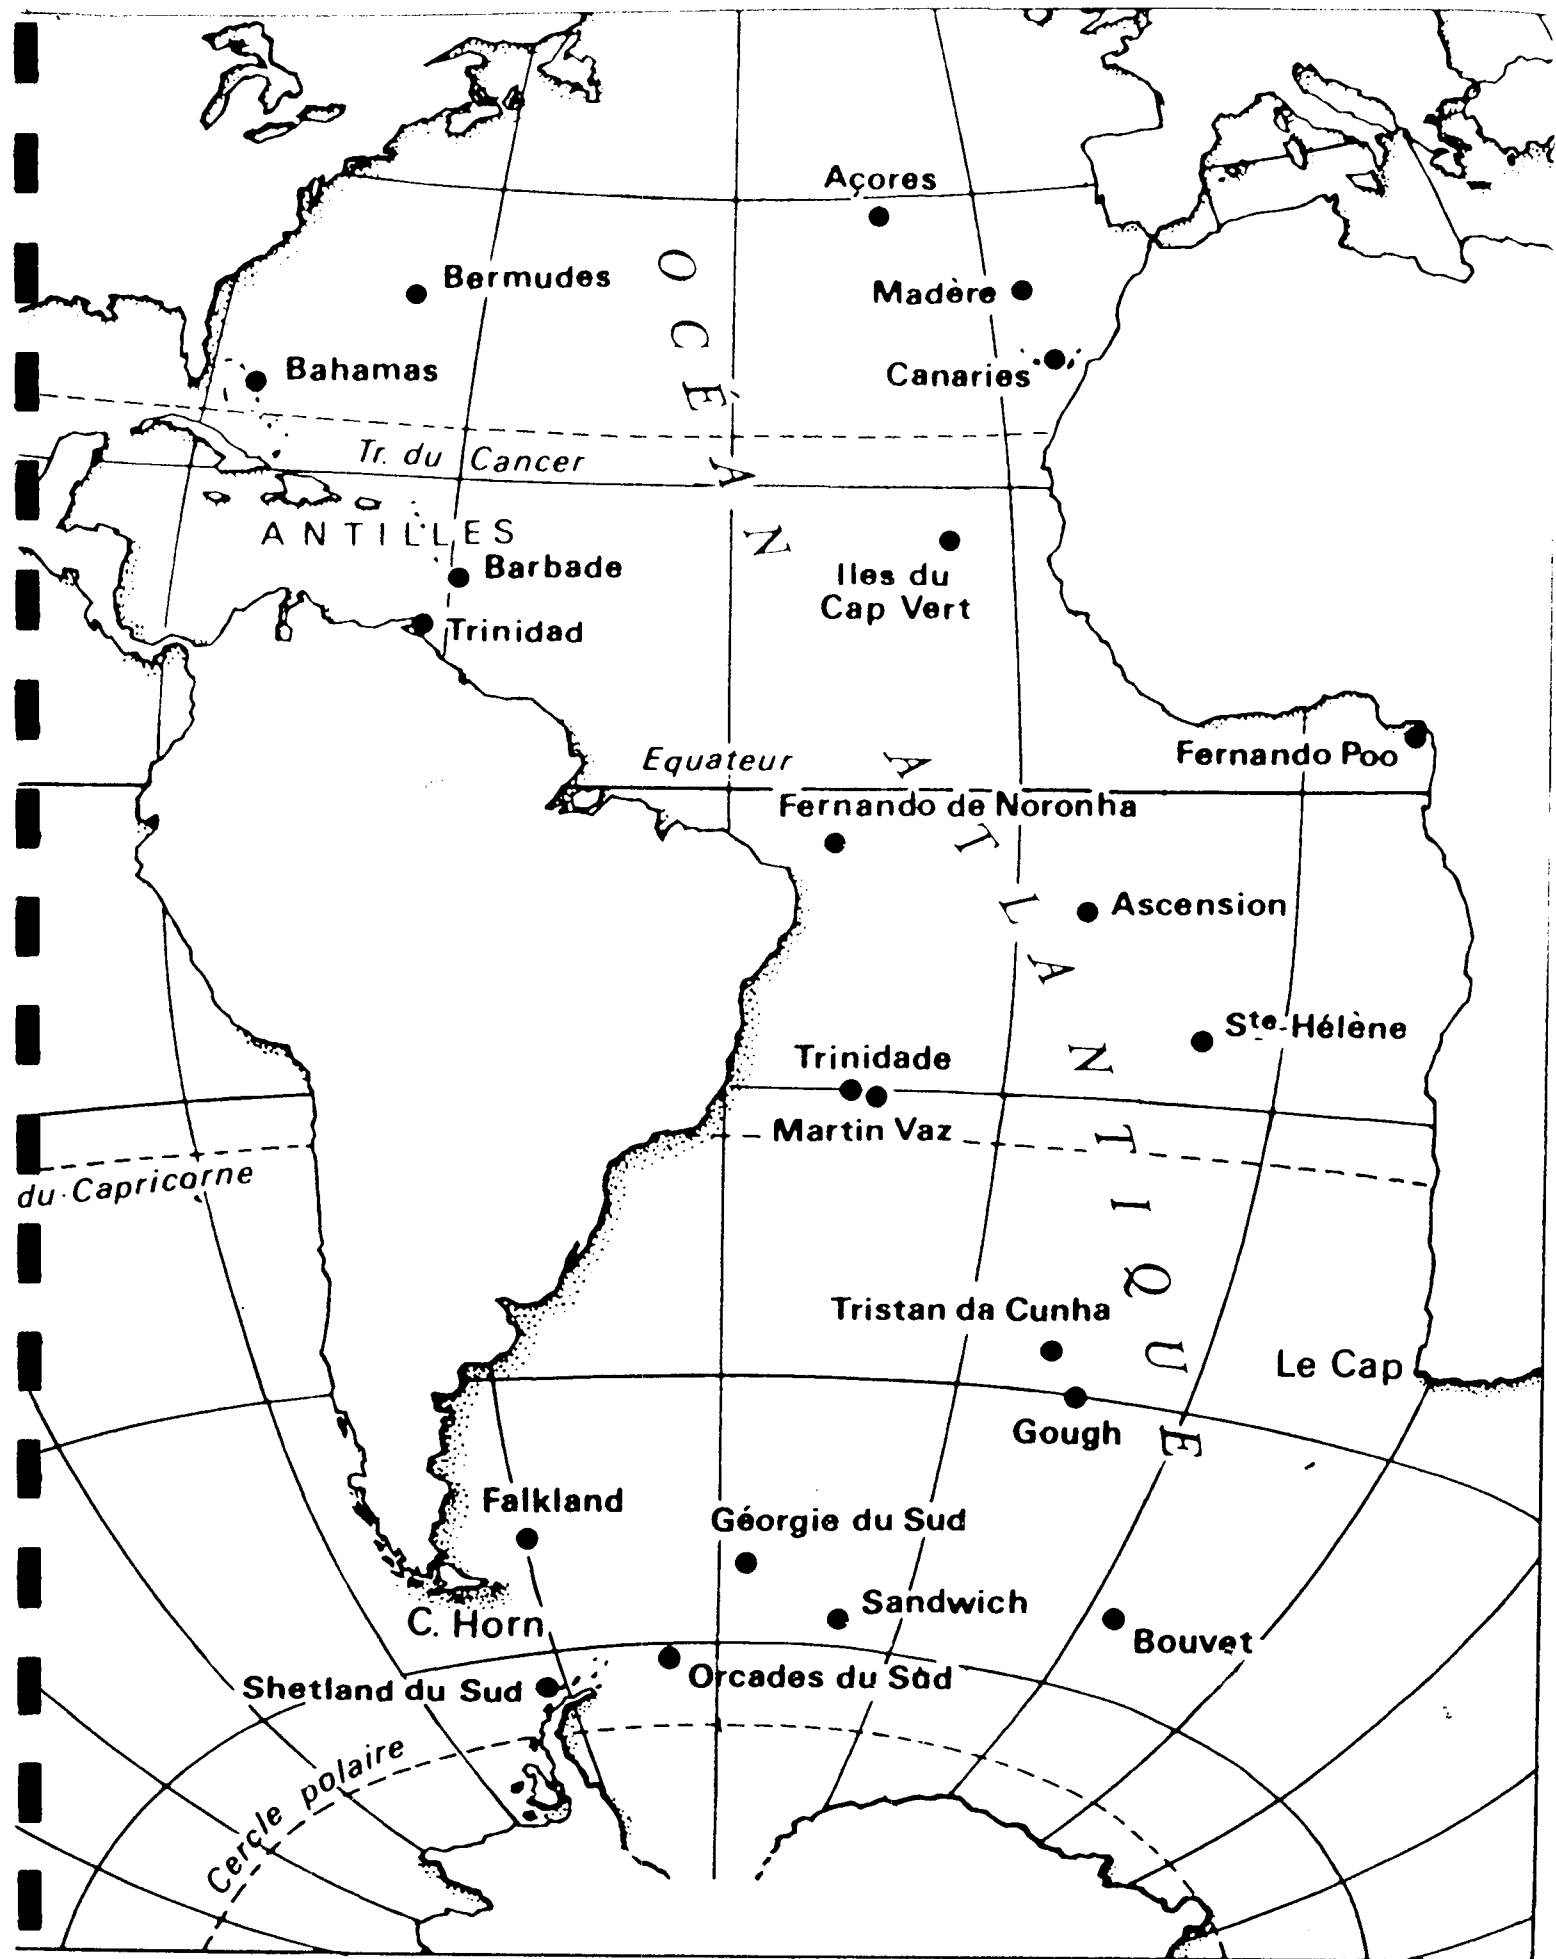 Açores
Bermudes
Madère
Bahamas
Canaries
OCÉAN
Tr. du Cancer
ANTILLES
Barbade
Iles du
Cap Vert
Trinidad
Fernando Poo
Equateur
ATLANTIQUE
Fernando de Noronha
Ascension
Ste-Hélène
Trinidade
Martin Vaz
du Capricorne
Tristan da Cunha
Le Cap
Gough
Falkland
Géorgie du Sud
Sandwich
C. Horn
Bouvet
Orcades du Sud
Shetland du Sud
Cercle polaire